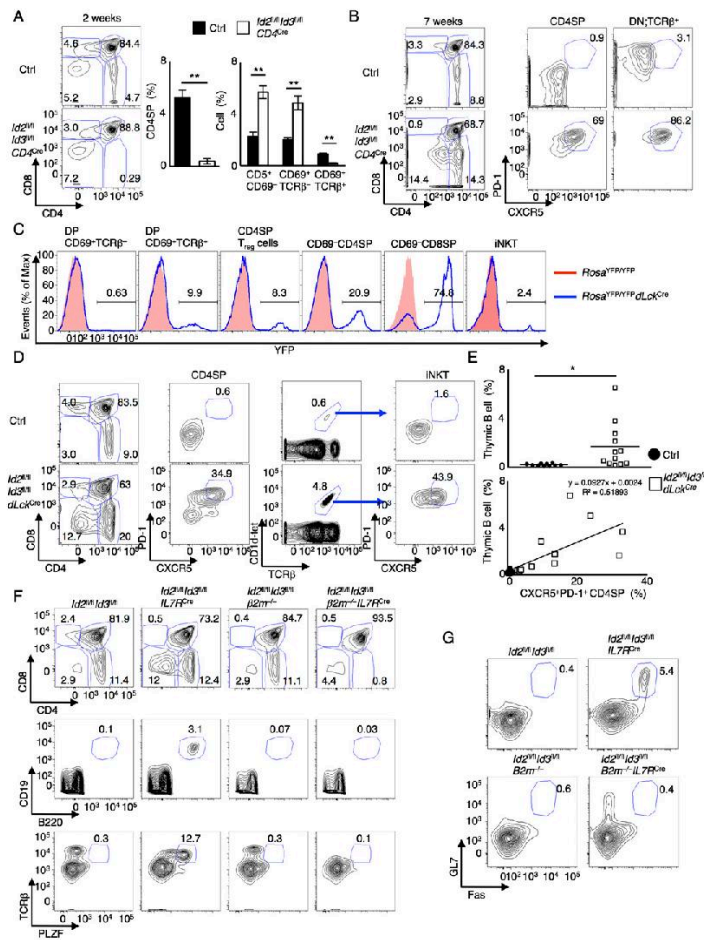 A
2 weeks
Ctrl
Id2fl/fl
Id3fl/fl
CD4Cre
4.6
84.4
5.2
4.7
3.0
88.8
7.2
0.29
CD8
CD4
CD4SP (%)
**
Ctrl
Id2fl/flId3fl/fl
CD4Cre
Cell (%)
**
**
**
CD5+
CD69-
CD69+
TCRβ-
CD69-
TCRβ+
B
7 weeks
CD4SP
DN;TCRβ+
Ctrl
3.3
84.3
2.9
8.8
0.9
3.1
Id2fl/fl
Id3fl/fl
CD4Cre
0.9
68.7
14.4
14.3
69
86.2
CD8
CD4
PD-1
CXCR5
C
CD4SP
Treg cells
CD69-CD4SP
CD69-CD8SP
iNKT
0.63
9.9
8.3
20.9
74.8
2.4
RosaYFP/YFP
RosaYFP/YFPdLckCre
Events (% of Max)
YFP
D
CD4SP
iNKT
Ctrl
4.0
83.5
3.0
9.0
0.6
0.6
1.6
Id2fl/fl
Id3fl/fl
dLckCre
2.9
63
12.7
20
34.9
4.8
43.9
CD8
CD4
PD-1
CXCR5
CD1d-tet
TCRβ
PD-1
CXCR5
E
Thymic B cell (%)
*
Ctrl
Id2fl/flId3fl/fl
dLckCre
Thymic B cell (%)
y = 0.0927x + 0.0024
R² = 0.51893
CXCR5+PD-1+ CD4SP (%)
F
Id2fl/flId3fl/fl
Id2fl/flId3fl/fl
IL7RCre
Id2fl/flId3fl/fl
β2m-/-
Id2fl/flId3fl/fl
β2m-/-IL7RCre
2.4
81.9
2.9
11.4
0.5
73.2
12
12.4
0.4
84.7
2.9
11.1
0.5
93.5
4.4
0.8
CD8
CD4
0.1
3.1
0.07
0.03
CD19
B220
0.3
12.7
0.3
0.1
TCRβ
PLZF
G
Id2fl/flId3fl/fl
Id2fl/flId3fl/fl
IL7RCre
0.4
5.4
Id2fl/flId3fl/fl
B2m-/-
Id2fl/flId3fl/fl
B2m-/-IL7RCre
0.6
0.4
GL7
Fas